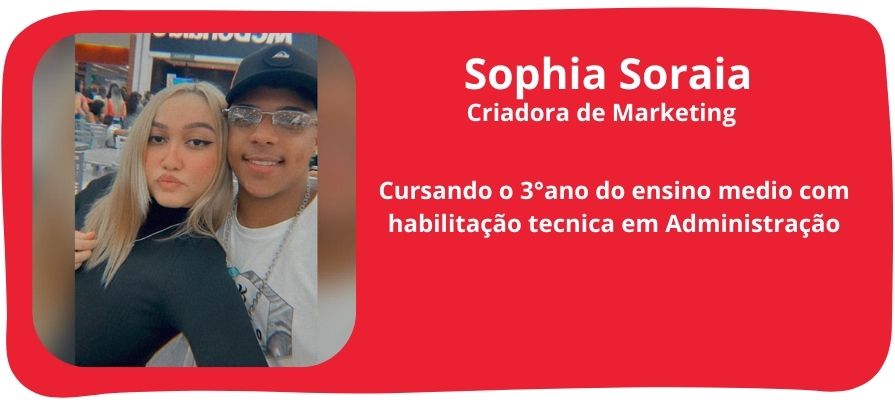 Sophia Soraia
Criadora de Marketing
Cursando o 3°ano do ensino medio com
habilitação tecnica em Administração